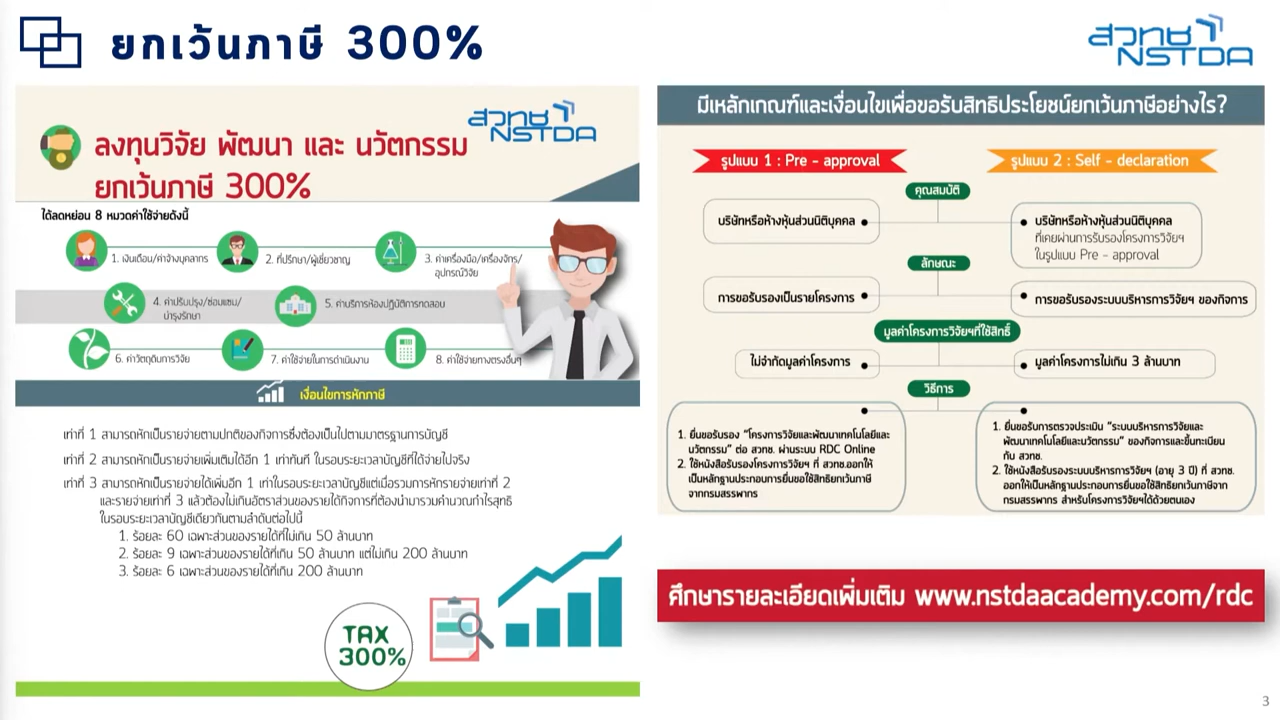 ยกเว้นภาษี 300%
สวทช
NSTDA
สวทช
NSTDA
ลงทุนวิจัย พัฒนา และ นวัตกรรม
ยกเว้นภาษี 300%
ได้ลดหย่อน 8 หมวดค่าใช้จ่ายดังนี้
1. เงินเดือน/ค่าจ้างบุคลากร
2. ที่ปรึกษา/ผู้เชี่ยวชาญ
3. ค่าเครื่องมือ/เครื่องจักร/
อุปกรณ์วิจัย
4. ค่าปรับปรุง/ซ่อมแซม/
บำรุงรักษา
5. ค่าบริการห้องปฏิบัติการทดสอบ
6. ค่าวัตถุดิบการวิจัย
7. ค่าใช้จ่ายในการดำเนินงาน
8. ค่าใช้จ่ายทางตรงอื่นๆ
เงื่อนไขการหักภาษี
เท่าที่ 1 สามารถหักเป็นรายจ่ายตามปกติของกิจการซึ่งต้องเป็นไปตามมาตรฐานการบัญชี
เท่าที่ 2 สามารถหักเป็นรายจ่ายเพิ่มเติมได้อีก 1 เท่าทันที ในรอบระยะเวลาบัญชีที่ได้จ่ายไปจริง
เท่าที่ 3 สามารถหักเป็นรายจ่ายได้เพิ่มอีก 1 เท่าในรอบระยะเวลาบัญชีแต่เมื่อรวมการหักรายจ่ายเท่าที่ 2
และรายจ่ายเท่าที่ 3 แล้วต้องไม่เกินอัตราส่วนของรายได้กิจการที่ต้องนำมารวมคำนวณกำไรสุทธิ
ในรอบระยะเวลาบัญชีเดียวกันตามลำดับต่อไปนี้
1. ร้อยละ 60 เฉพาะส่วนของรายได้ที่ไม่เกิน 50 ล้านบาท
2. ร้อยละ 9 เฉพาะส่วนของรายได้ที่เกิน 50 ล้านบาท แต่ไม่เกิน 200 ล้านบาท
3. ร้อยละ 6 เฉพาะส่วนของรายได้ที่เกิน 200 ล้านบาท
TAX
300%
มีหลักเกณฑ์และเงื่อนไขเพื่อขอรับสิทธิประโยชน์ยกเว้นภาษีอย่างไร?
รูปแบบ 1 : Pre - approval
รูปแบบ 2 : Self - declaration
คุณสมบัติ
บริษัทหรือห้างหุ้นส่วนนิติบุคคล
บริษัทหรือห้างหุ้นส่วนนิติบุคคล
ที่เคยผ่านการรับรองโครงการวิจัยฯ
ในรูปแบบ Pre - approval
ลักษณะ
การขอรับรองเป็นรายโครงการ
การขอรับรองระบบบริหารการวิจัยฯ ของกิจการ
มูลค่าโครงการวิจัยฯที่ใช้สิทธิ์
ไม่จำกัดมูลค่าโครงการ
มูลค่าโครงการไม่เกิน 3 ล้านบาท
วิธีการ
1. ยื่นขอรับรอง "โครงการวิจัยและพัฒนาเทคโนโลยีและ
นวัตกรรม" ต่อ สวทช. ผ่านระบบ RDC Online
2. ใช้หนังสือรับรองโครงการวิจัยฯ ที่ สวทช.ออกให้
เป็นหลักฐานประกอบการยื่นขอใช้สิทธิยกเว้นภาษี
จากกรมสรรพากร
1. ยื่นขอรับการตรวจประเมิน "ระบบบริหารการวิจัยและ
พัฒนาเทคโนโลยีและนวัตกรรม" ของกิจการและขึ้นทะเบียน
กับ สวทช.
2. ใช้หนังสือรับรองระบบบริหารการวิจัยฯ (อายุ 3 ปี) ที่ สวทช.
ออกให้เป็นหลักฐานประกอบการยื่นขอใช้สิทธิยกเว้นภาษีจาก
กรมสรรพากร สำหรับโครงการวิจัยฯได้ด้วยตนเอง
ศึกษารายละเอียดเพิ่มเติม www.nstdaacademy.com/rdc
3